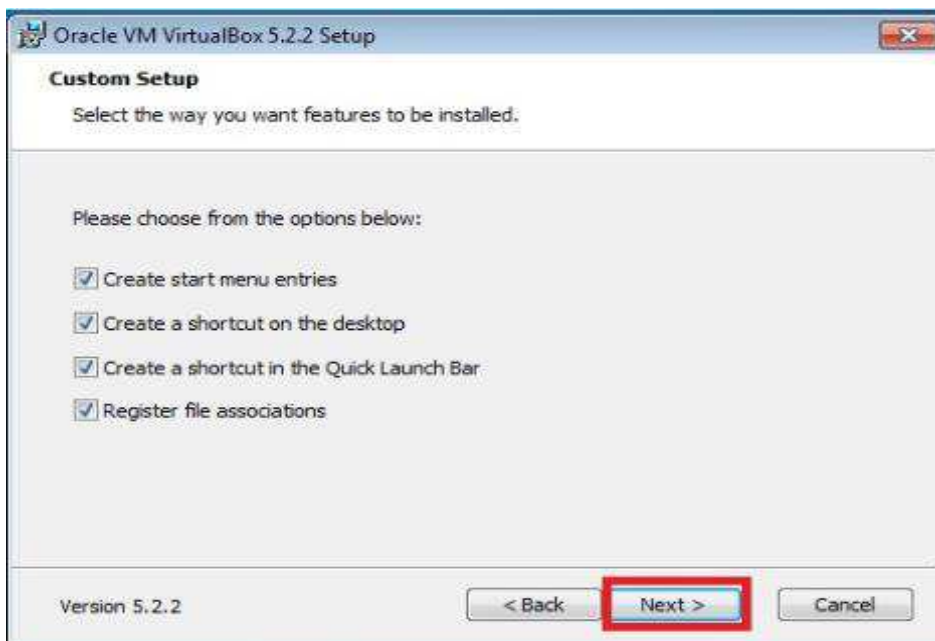 Oracle VM VirtualBox 5.2.2 Setup
Custom Setup
Select the way you want features to be installed.
Please choose from the options below:
Create start menu entries
Create a shortcut on the desktop
Create a shortcut in the Quick Launch Bar
Register file associations
Version 5.2.2
< Back
Next >
Cancel